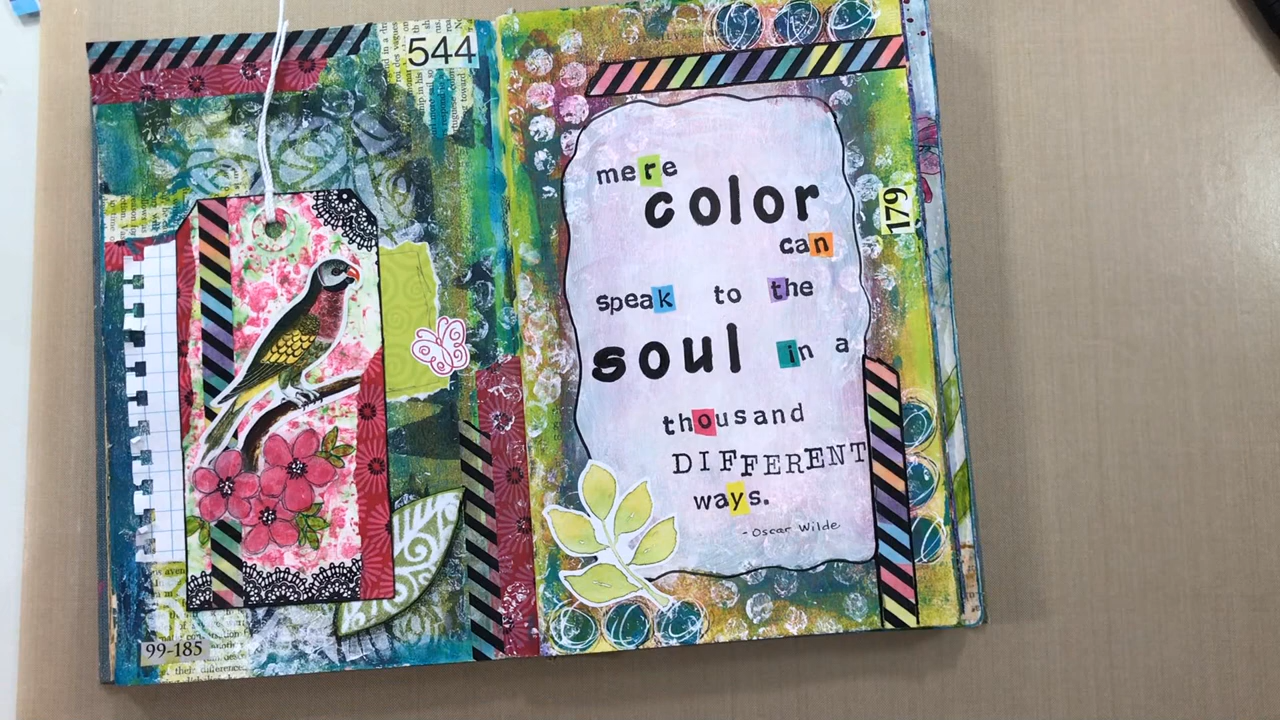 544
99-185
mere
color
can
speak to the
soul in a
thousand
DIFFERENT
ways.
- Oscar Wilde
179